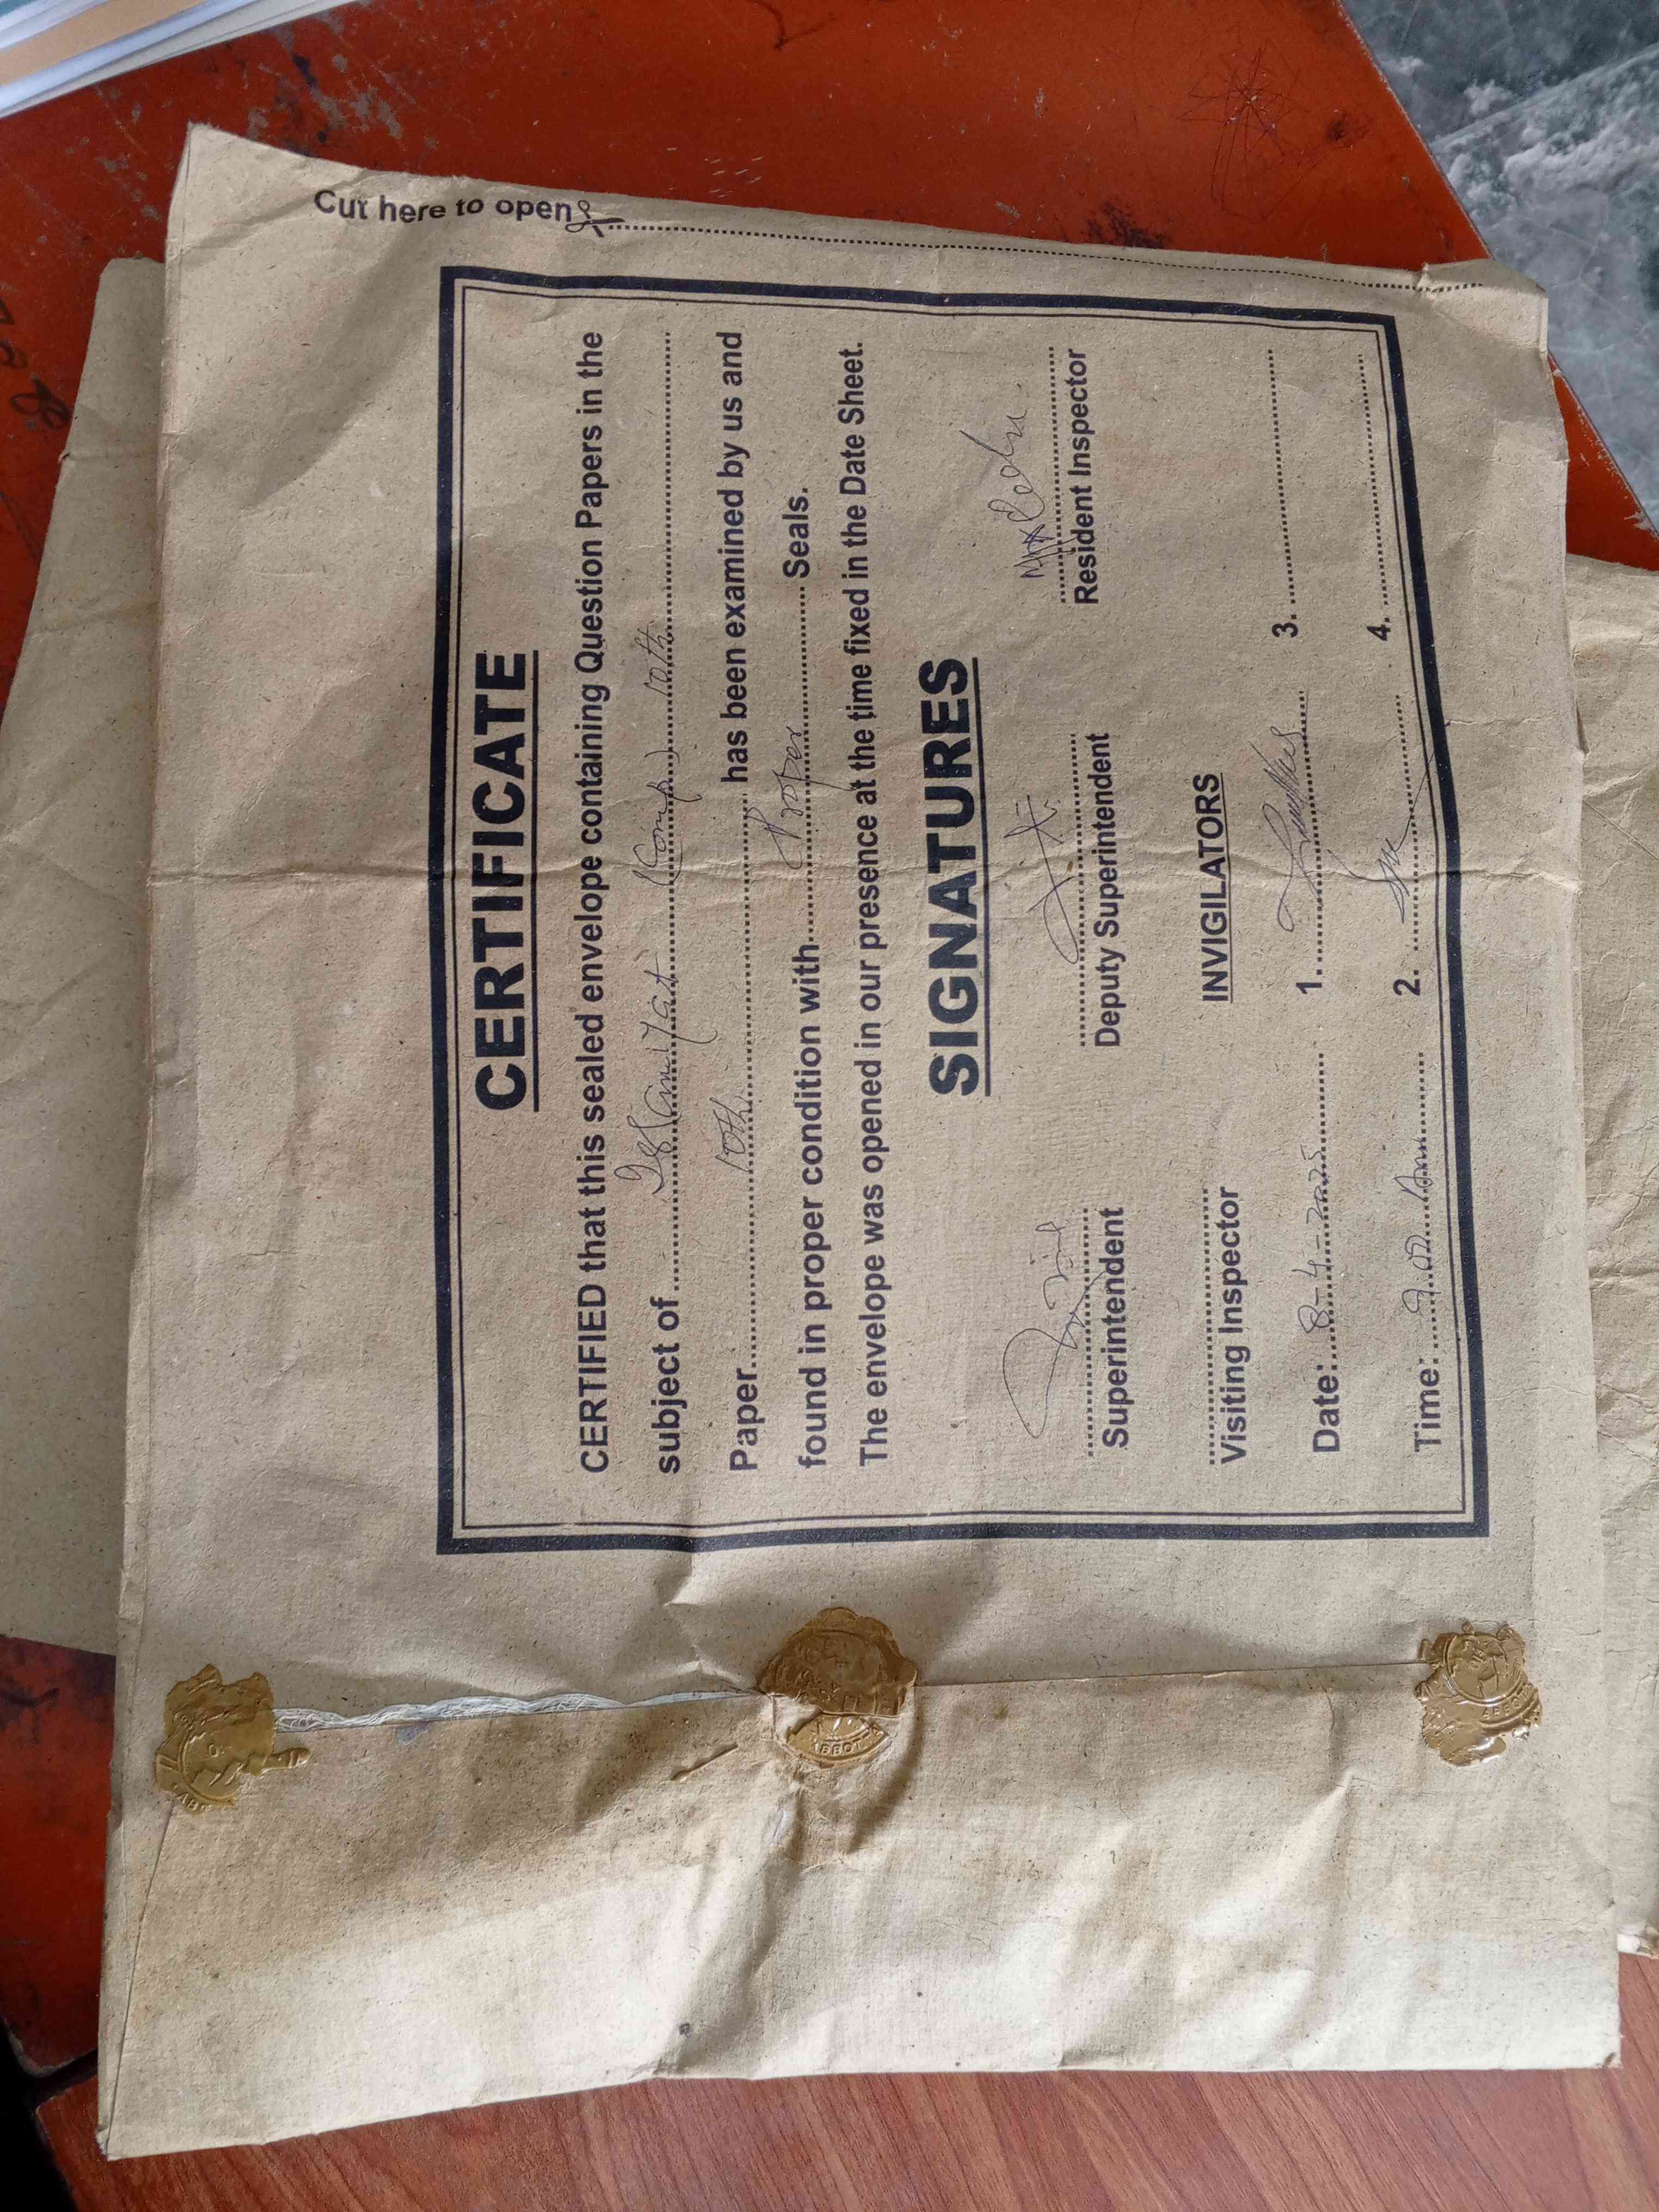 Cut here to open
CERTIFICATE
CERTIFIED that this sealed envelope containing Question Papers in the
subject of Islamiyat (Comp) 10th
Paper 10th has been examined by us and
found in proper condition with Proper Seals.
The envelope was opened in our presence at the time fixed in the Date Sheet.
SIGNATURES
Superintendent Deputy Superintendent Resident Inspector
Visiting Inspector INVIGILATORS
Date: 8-4-2025 1. 3.
Time: 9.00 Am 2. 4.